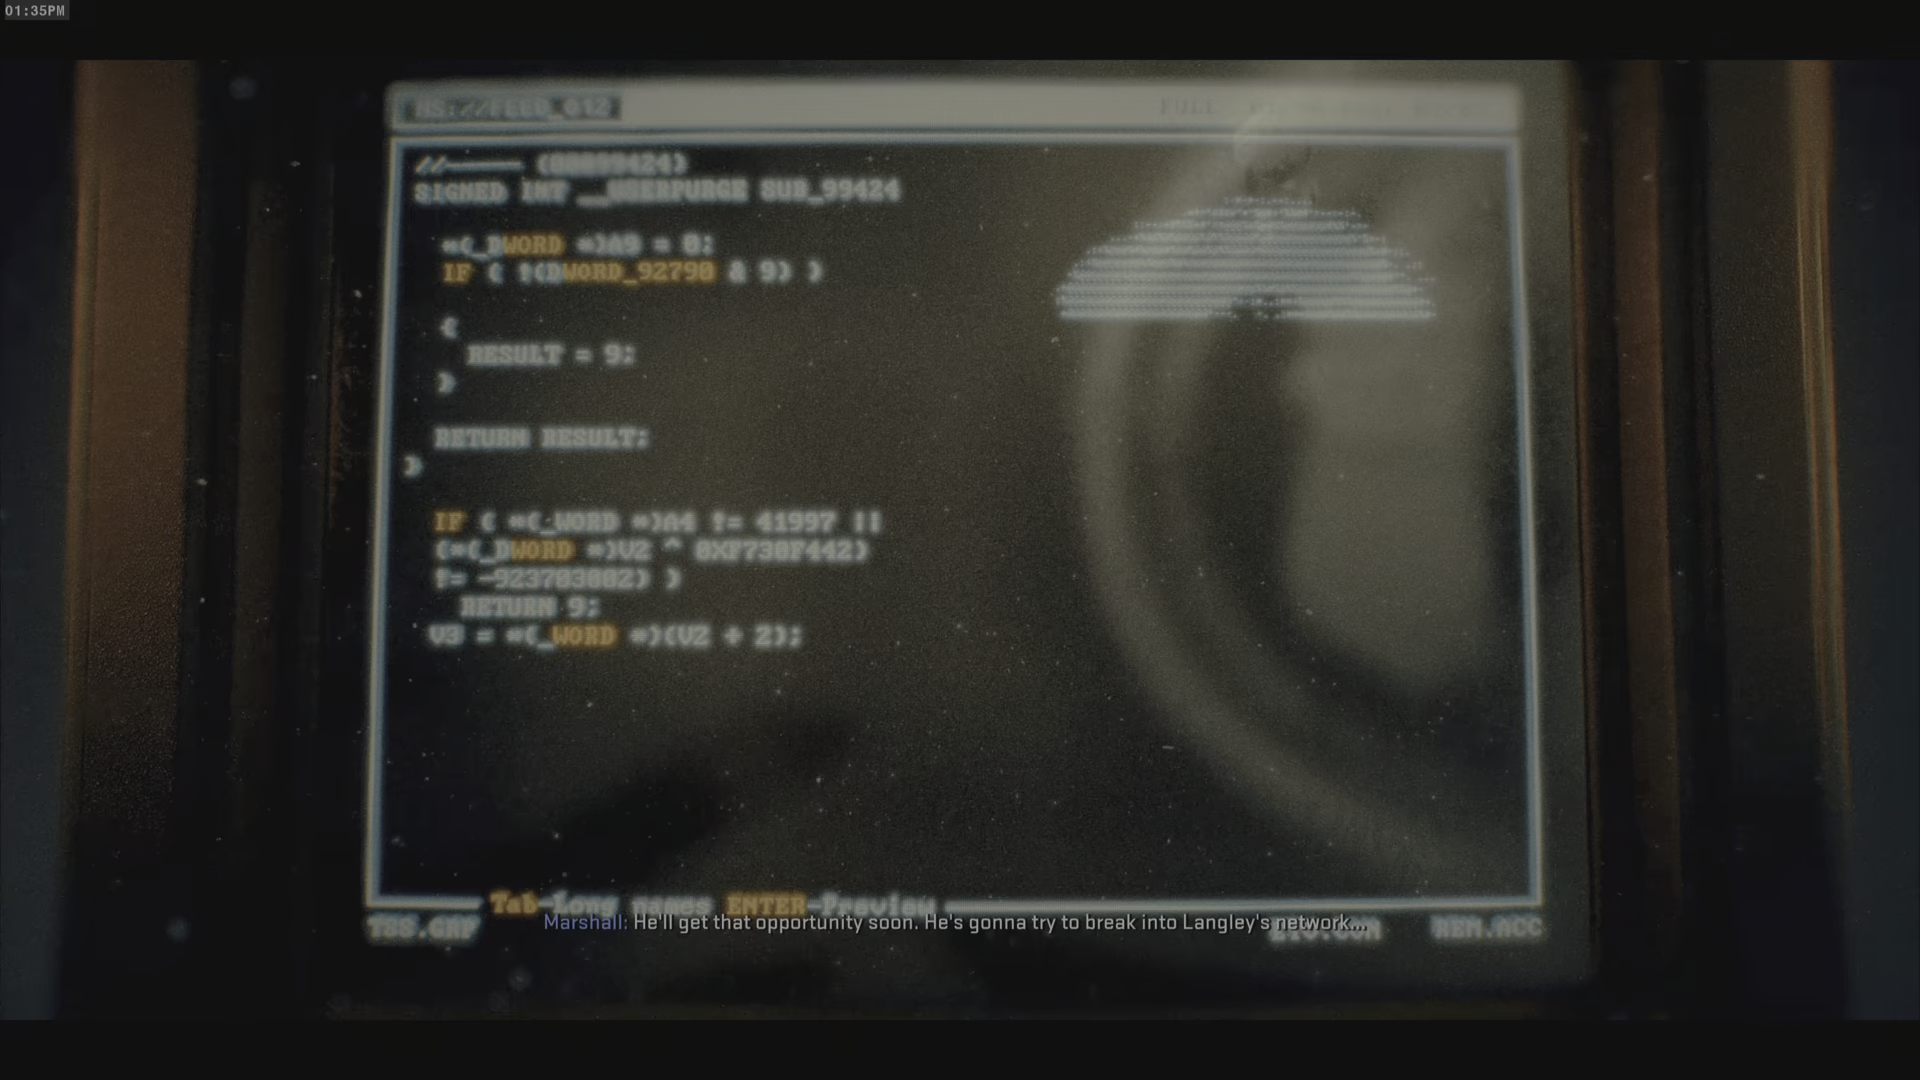 01:35PM
SIGNED INT __USERPURGE SUB_99424
*(_DWORD *)A9 = 0;
IF ( !(DWORD_92790 & 9) )
{
RESULT = 9;
}
RETURN RESULT;
}
IF ( *(_WORD *)A4 != 41997 ||
(*(_DWORD *)V2 ^ 0XF730F442)
!= -923703802) )
RETURN 9;
V3 = *(_WORD *)(V2 + 2);
Tab-Long names ENTER-Preview
Marshall: He'll get that opportunity soon. He's gonna try to break into Langley's network...
REM.ACC